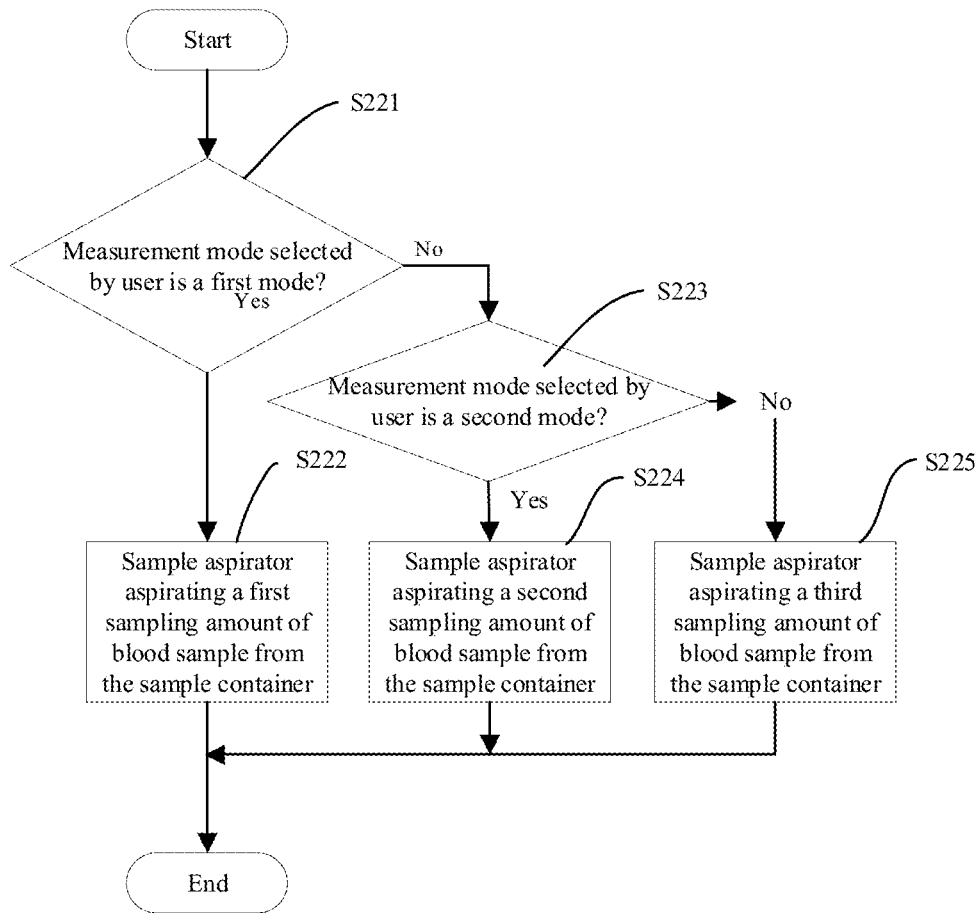 Start
S221
Measurement mode selected
by user is a first mode?
Yes
No
S223
Measurement mode selected by
user is a second mode?
No
Yes
S222
S224
S225
Sample aspirator
aspirating a first
sampling amount of
blood sample from
the sample container
Sample aspirator
aspirating a second
sampling amount of
blood sample from
the sample container
Sample aspirator
aspirating a third
sampling amount of
blood sample from
the sample container
End